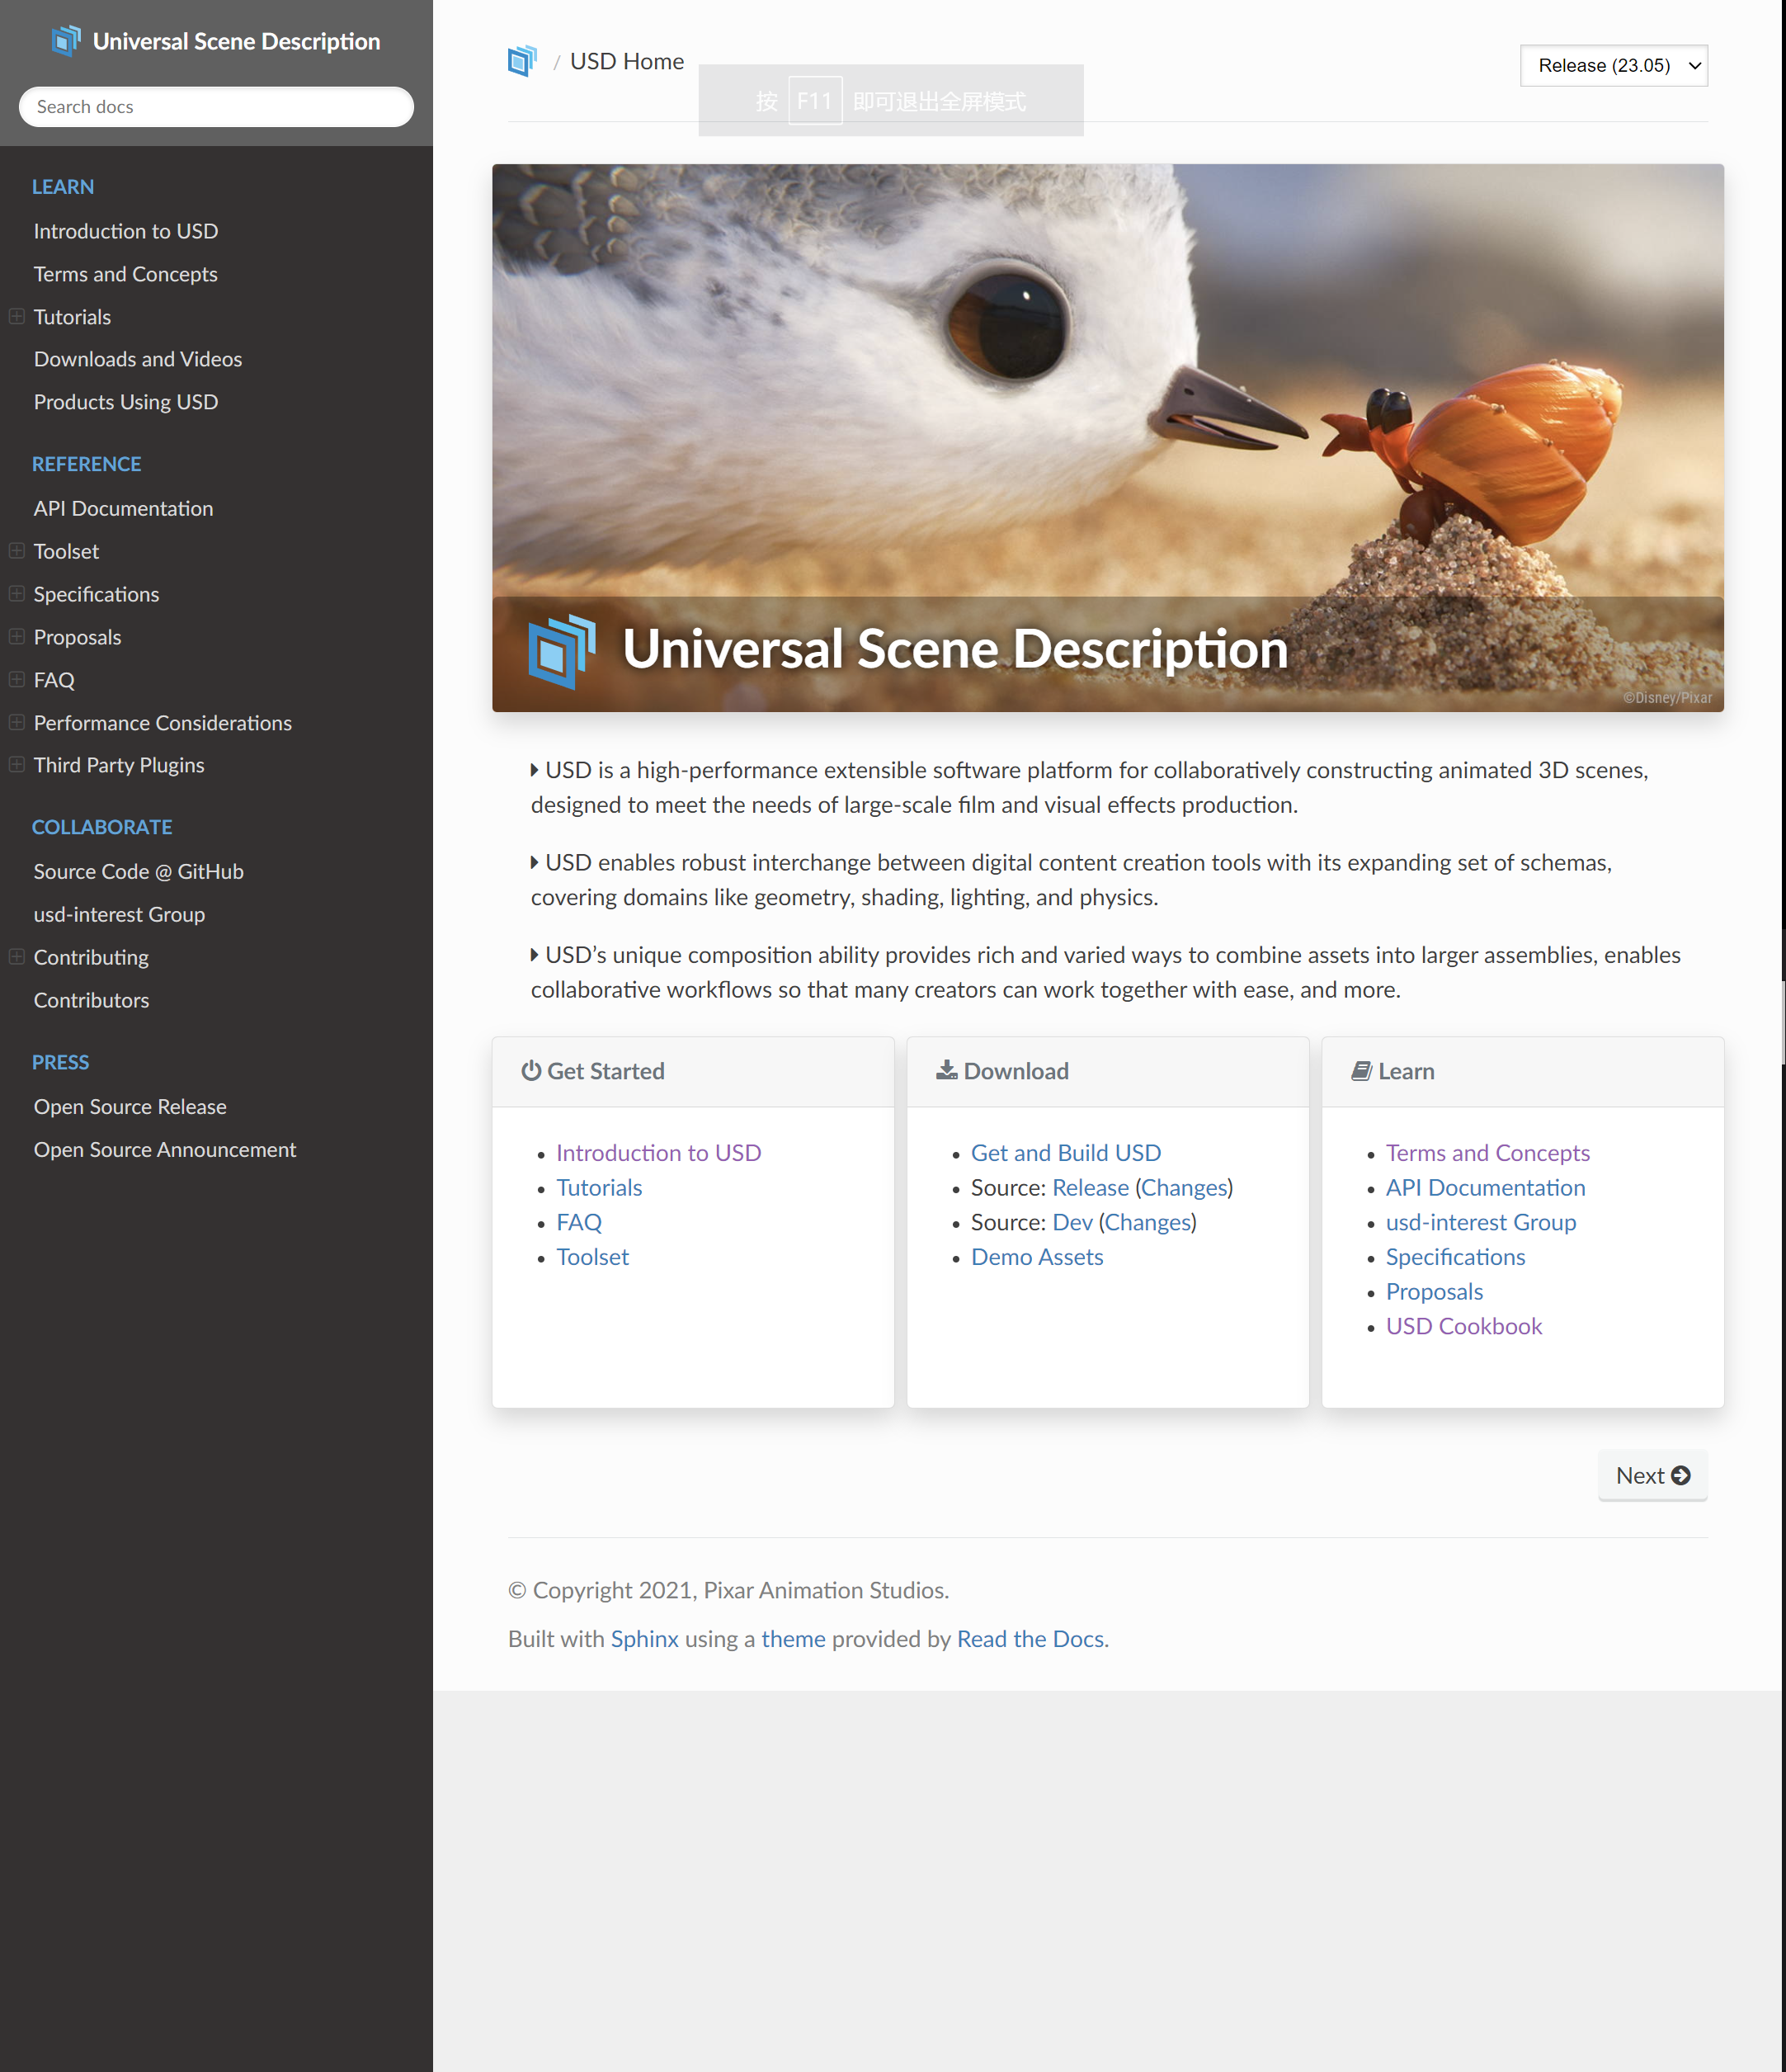 Universal Scene Description
Search docs
LEARN
Introduction to USD
Terms and Concepts
Tutorials
Downloads and Videos
Products Using USD
REFERENCE
API Documentation
Toolset
Specifications
Proposals
FAQ
Performance Considerations
Third Party Plugins
COLLABORATE
Source Code @ GitHub
usd-interest Group
Contributing
Contributors
PRESS
Open Source Release
Open Source Announcement
/ USD Home
Release (23.05)
按 F11 即可退出全屏模式
Universal Scene Description
©Disney/Pixar
USD is a high-performance extensible software platform for collaboratively constructing animated 3D scenes,
designed to meet the needs of large-scale film and visual effects production.
USD enables robust interchange between digital content creation tools with its expanding set of schemas,
covering domains like geometry, shading, lighting, and physics.
USD’s unique composition ability provides rich and varied ways to combine assets into larger assemblies, enables
collaborative workflows so that many creators can work together with ease, and more.
Get Started
• Introduction to USD
• Tutorials
• FAQ
• Toolset
Download
• Get and Build USD
• Source: Release (Changes)
• Source: Dev (Changes)
• Demo Assets
Learn
• Terms and Concepts
• API Documentation
• usd-interest Group
• Specifications
• Proposals
• USD Cookbook
Next
© Copyright 2021, Pixar Animation Studios.
Built with Sphinx using a theme provided by Read the Docs.